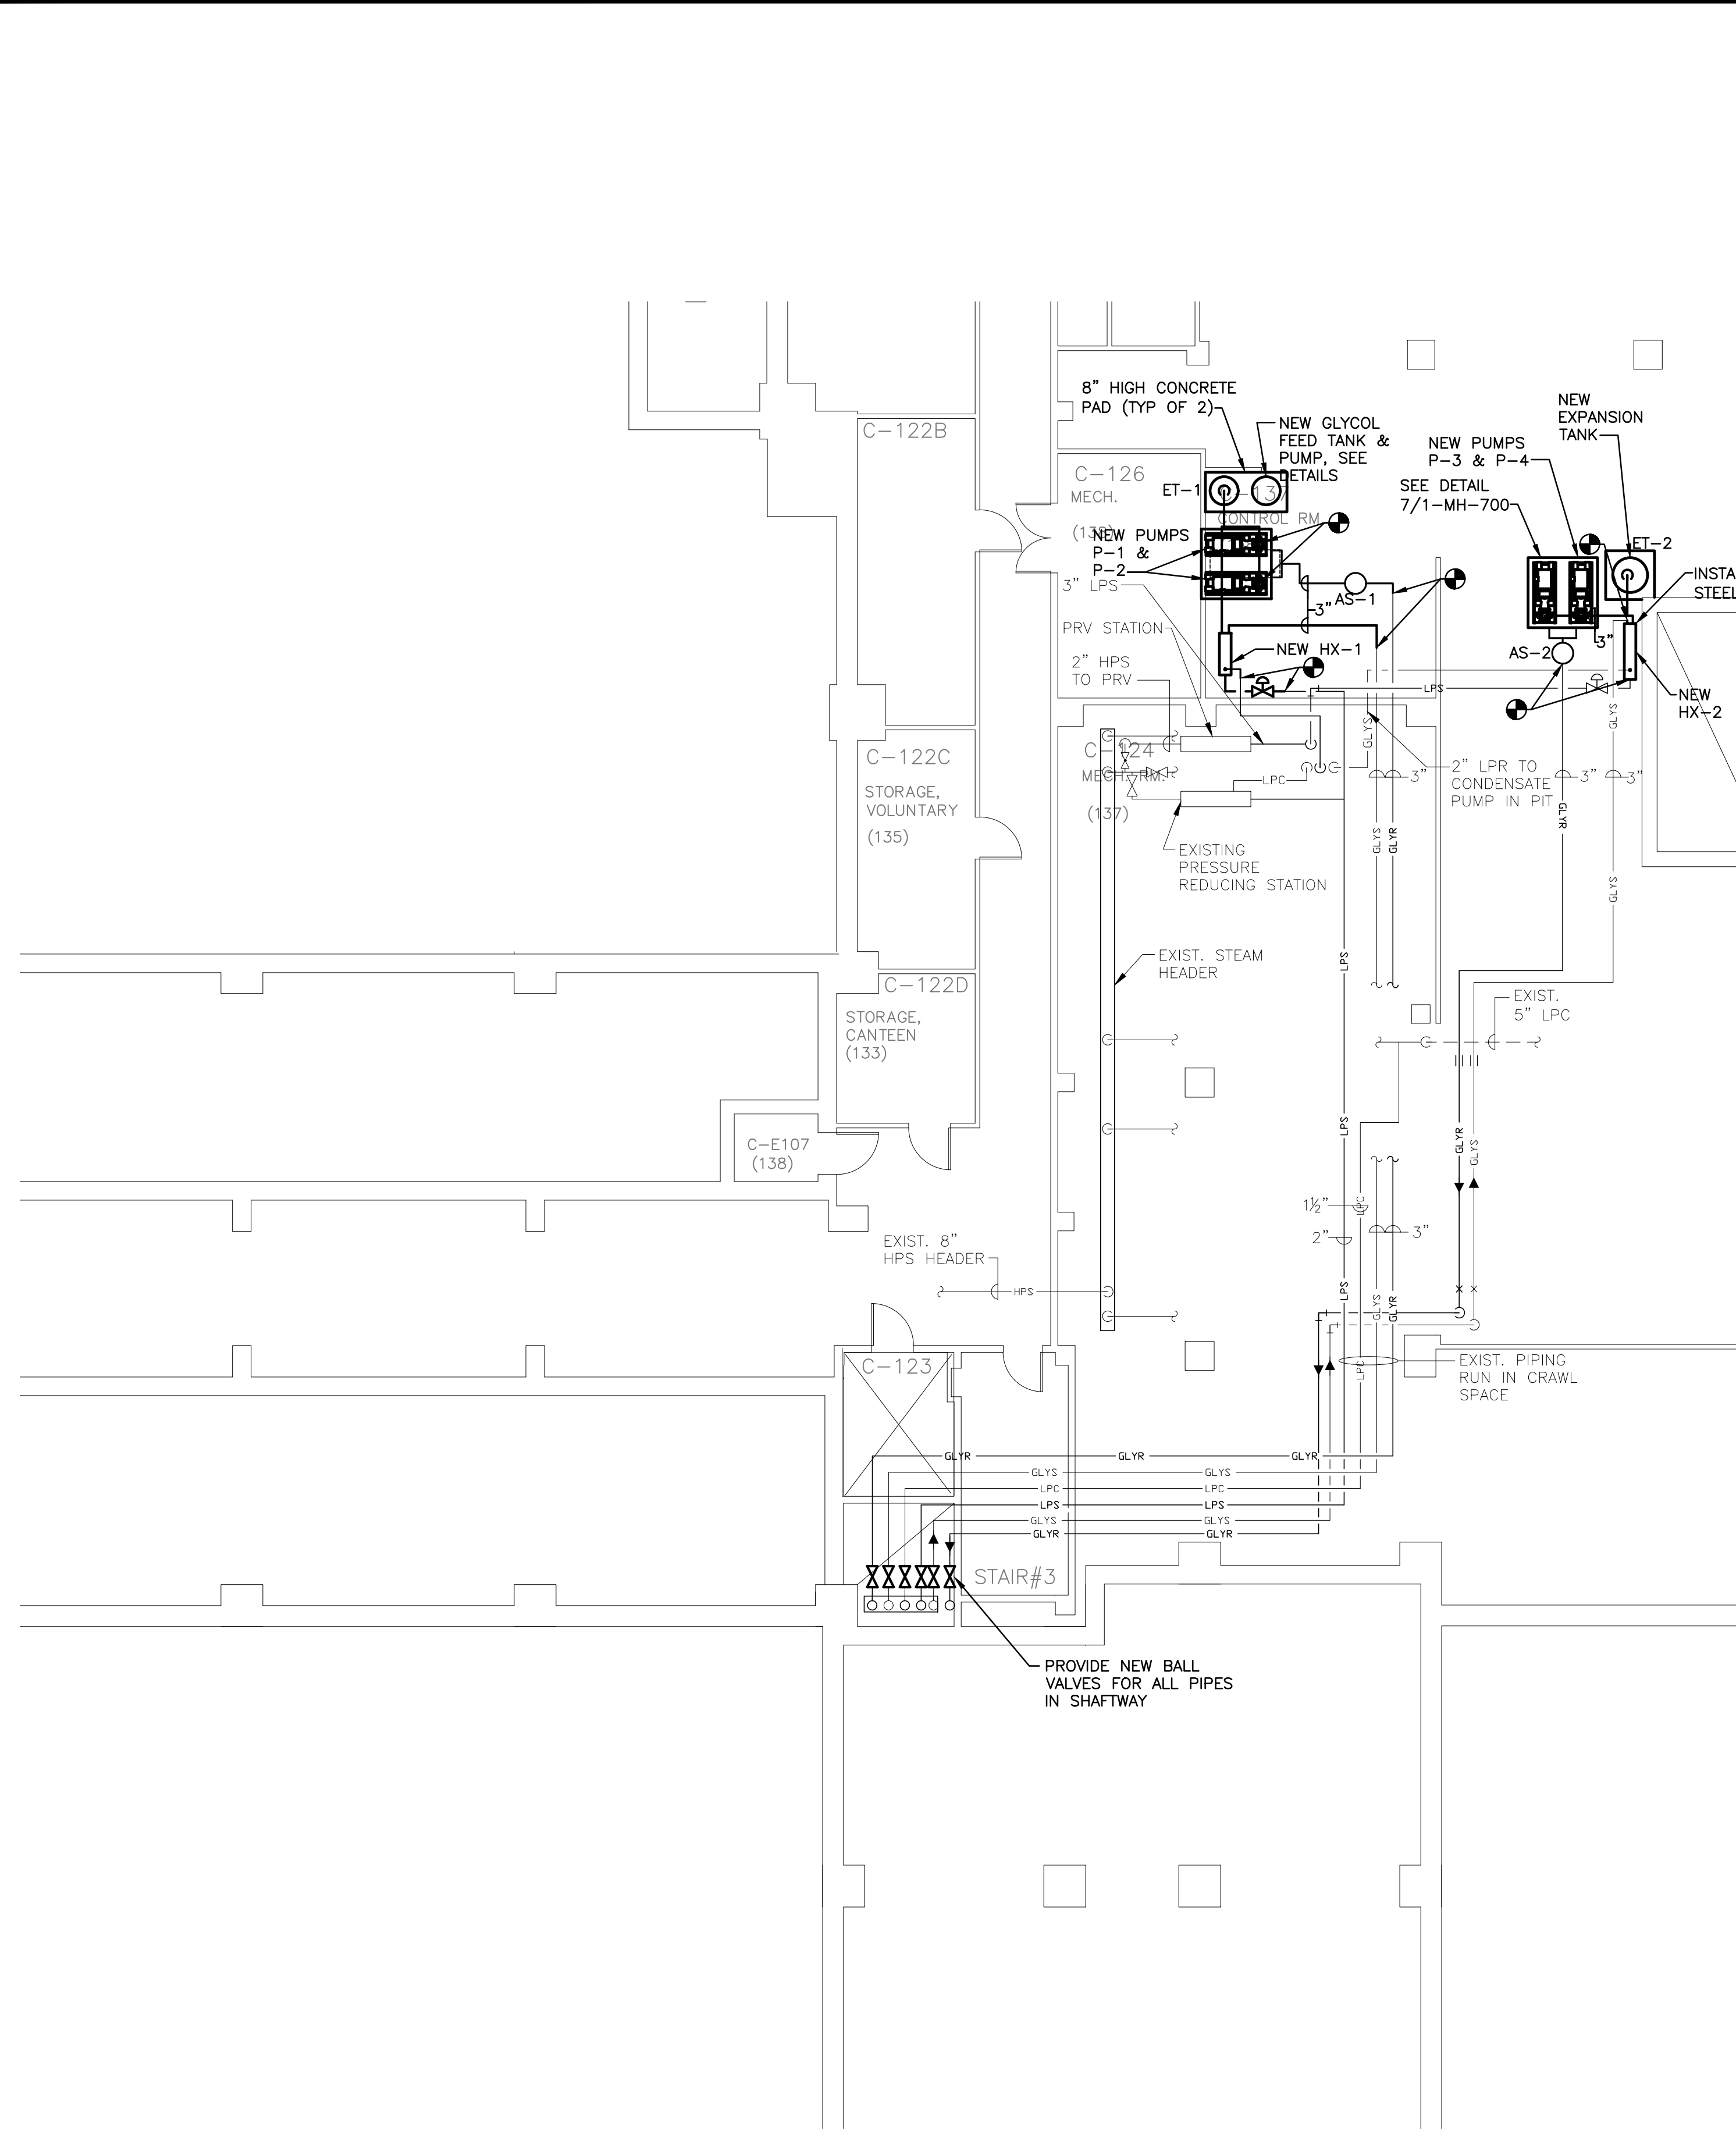 8" HIGH CONCRETE
PAD (TYP OF 2)
NEW GLYCOL
FEED TANK &
PUMP, SEE
DETAILS
NEW
EXPANSION
TANK
NEW PUMPS
P-3 & P-4
SEE DETAIL
7/1-MH-700
C-122B
C-126
MECH.
ET-1
CONTROL RM
NEW PUMPS
P-1 &
P-2
ET-2
3" LPS
3"
AS-1
PRV STATION
NEW HX-1
2" HPS
TO PRV
AS-2
3"
LPS
NEW
HX-2
GLYS
GLYS
C-124
MECH. RM.
(137)
LPC
3"
2" LPR TO
CONDENSATE
PUMP IN PIT
3"
3"
GLYR
C-122C
STORAGE,
VOLUNTARY
(135)
GLYS
GLYR
EXISTING
PRESSURE
REDUCING STATION
GLYS
EXIST. STEAM
HEADER
LPS
C-122D
STORAGE,
CANTEEN
(133)
EXIST.
5" LPC
C-E107
(138)
LPS
GLYR
GLYS
1½"
LPC
2"
3"
EXIST. 8"
HPS HEADER
HPS
LPS
GLYS
GLYR
C-123
LPC
EXIST. PIPING
RUN IN CRAWL
SPACE
GLYR GLYR GLYR
GLYS GLYS
LPC LPC
LPS LPS
GLYS GLYS
GLYR GLYR
STAIR#3
PROVIDE NEW BALL
VALVES FOR ALL PIPES
IN SHAFTWAY